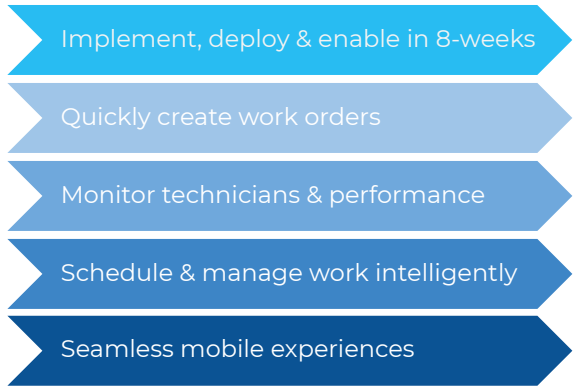 Implement, deploy & enable in 8-weeks
Quickly create work orders
Monitor technicians & performance
Schedule & manage work intelligently
Seamless mobile experiences